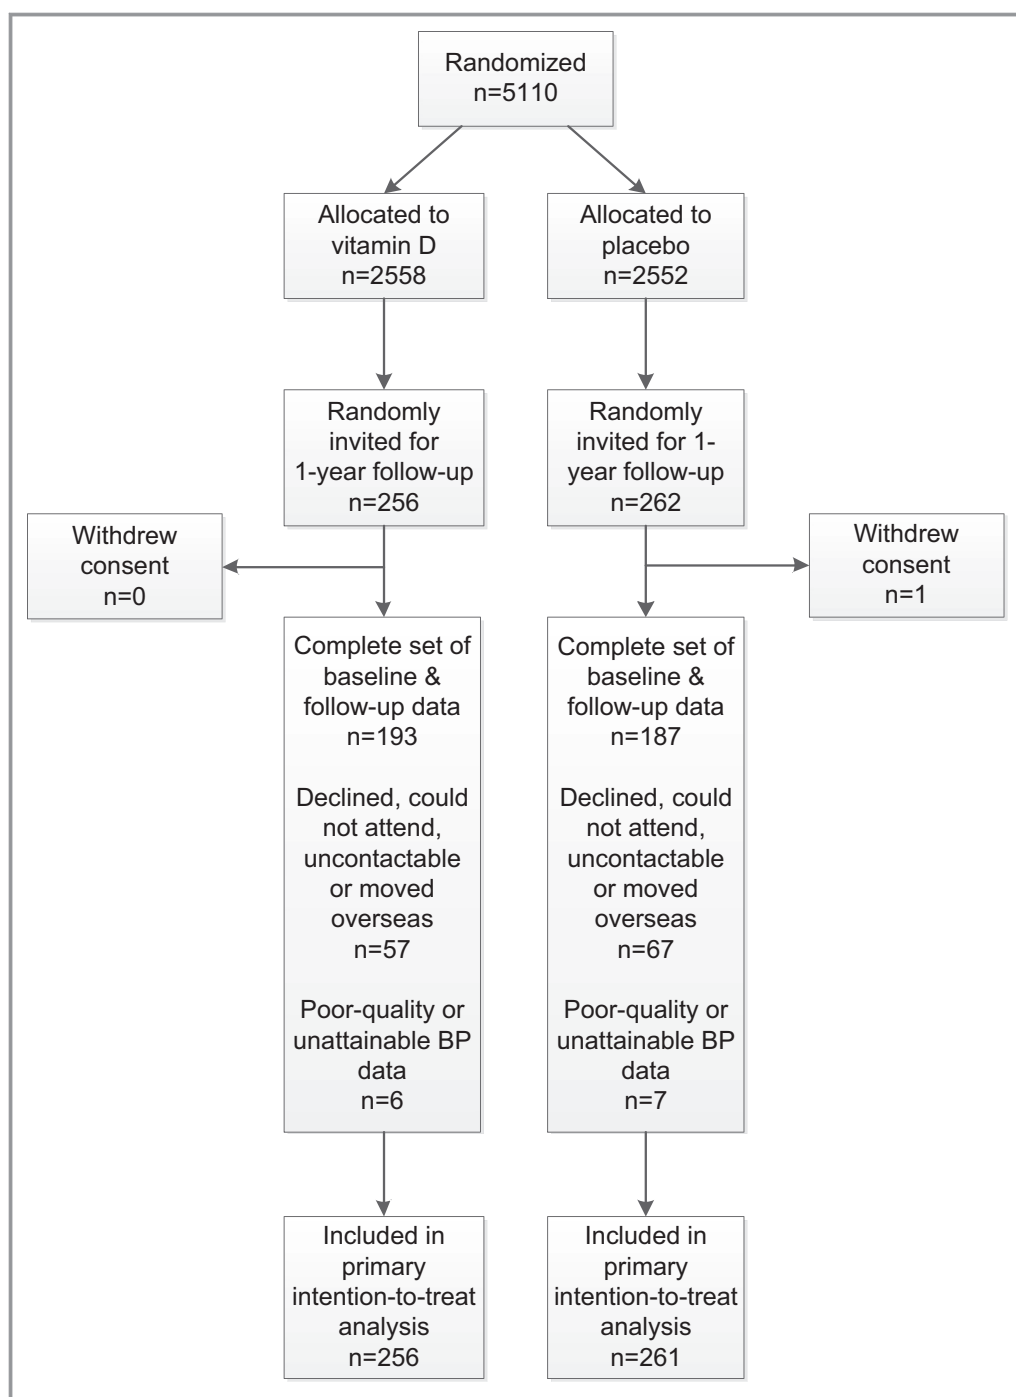 Randomized
n=5110
Allocated to
vitamin D
n=2558
Allocated to
placebo
n=2552
Randomly
invited for
1-year follow-up
n=256
Randomly
invited for 1-
year follow-up
n=262
Withdrew
consent
n=0
Withdrew
consent
n=1
Complete set of
baseline &
follow-up data
n=193
Declined, could
not attend,
uncontactable
or moved
overseas
n=57
Poor-quality or
unattainable BP
data
n=6
Complete set of
baseline &
follow-up data
n=187
Declined, could
not attend,
uncontactable
or moved
overseas
n=67
Poor-quality or
unattainable BP
data
n=7
Included in
primary
intention-to-treat
analysis
n=256
Included in
primary
intention-to-treat
analysis
n=261